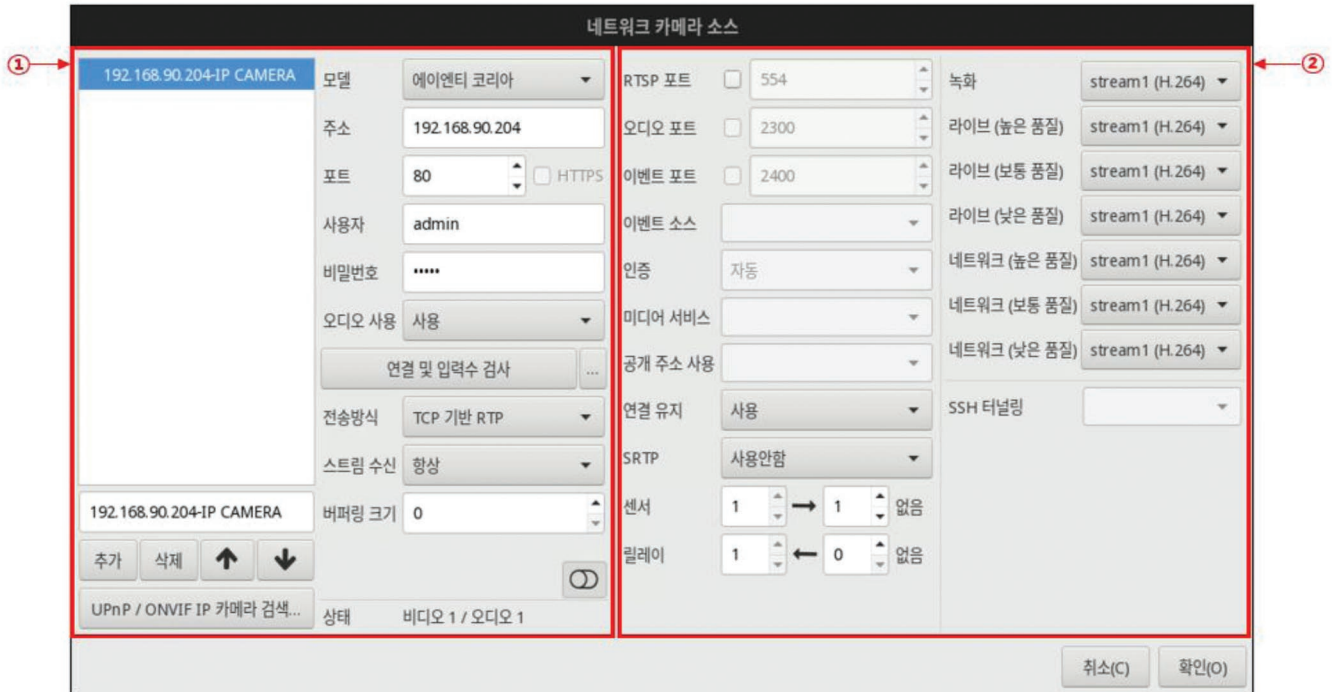 네트워크 카메라 소스
①
②
192.168.90.204-IP CAMERA
192.168.90.204-IP CAMERA
추가 삭제
UPnP / ONVIF IP 카메라 검색...
모델 에이엔티 코리아
주소 192.168.90.204
포트 80 HTTPS
사용자 admin
비밀번호 •••••
오디오 사용 사용
연결 및 입력수 검사 ...
전송방식 TCP 기반 RTP
스트림 수신 항상
버퍼링 크기 0
상태 비디오 1 / 오디오 1
RTSP 포트 554
오디오 포트 2300
이벤트 포트 2400
이벤트 소스
인증 자동
미디어 서비스
공개 주소 사용
연결 유지 사용
SRTP 사용안함
센서 1 → 1 없음
릴레이 1 ← 0 없음
녹화 stream1 (H.264)
라이브 (높은 품질) stream1 (H.264)
라이브 (보통 품질) stream1 (H.264)
라이브 (낮은 품질) stream1 (H.264)
네트워크 (높은 품질) stream1 (H.264)
네트워크 (보통 품질) stream1 (H.264)
네트워크 (낮은 품질) stream1 (H.264)
SSH 터널링
취소(C) 확인(O)